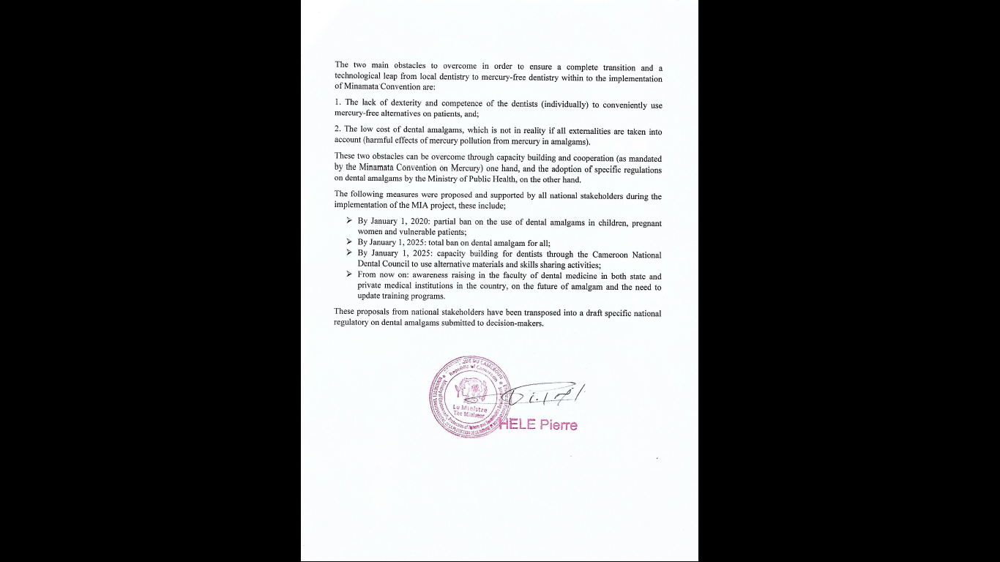 The two main obstacles to overcome in order to ensure a complete transition and a
technological leap from local dentistry to mercury-free dentistry within to the implementation
of Minamata Convention are:
1. The lack of dexterity and competence of the dentists (individually) to conveniently use
mercury-free alternatives on patients, and;
2. The low cost of dental amalgams, which is not in reality if all externalities are taken into
account (harmful effects of mercury pollution from mercury in amalgams).
These two obstacles can be overcome through capacity building and cooperation (as mandated
by the Minamata Convention on Mercury) one hand, and the adoption of specific regulations
on dental amalgams by the Ministry of Public Health, on the other hand.
The following measures were proposed and supported by all national stakeholders during the
implementation of the MIA project, these include;
➢ By January 1, 2020: partial ban on the use of dental amalgams in children, pregnant
women and vulnerable patients;
➢ By January 1, 2025: total ban on dental amalgam for all;
➢ By January 1, 2025: capacity building for dentists through the Cameroon National
Dental Council to use alternative materials and skills sharing activities;
➢ From now on: awareness raising in the faculty of dental medicine in both state and
private medical institutions in the country, on the future of amalgam and the need to
update training programs.
These proposals from national stakeholders have been transposed into a draft specific national
regulatory on dental amalgams submitted to decision-makers.
QUE DU CAMEROUN
Republic of Cameroon
Le Ministre
The Minister
HELE Pierre